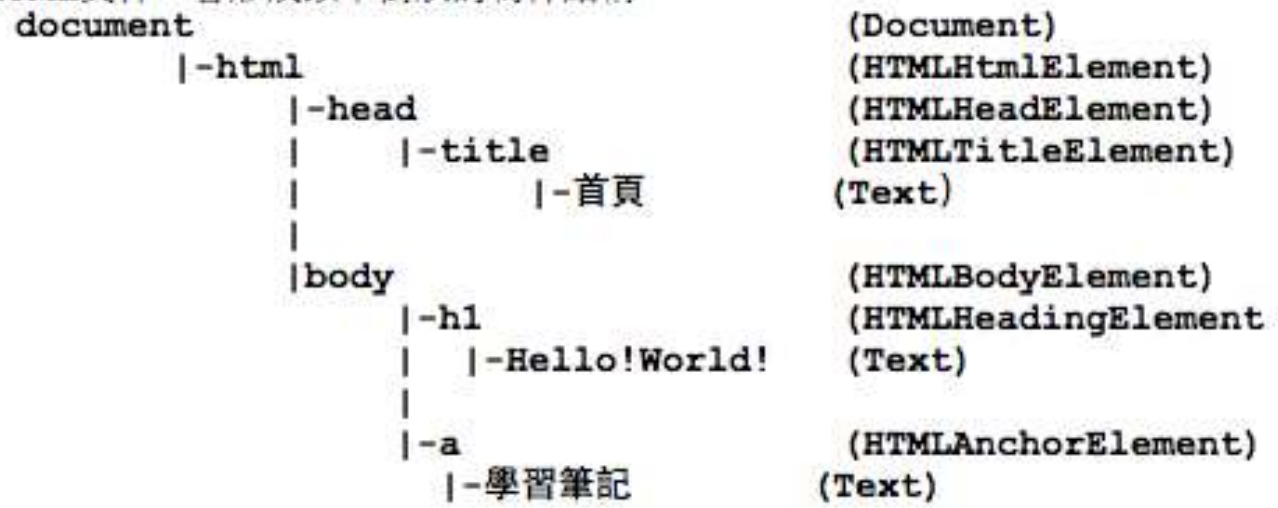 document (Document)
|-html (HTMLHtmlElement)
|-head (HTMLHeadElement)
| |-title (HTMLTitleElement)
| |-首頁 (Text)
|
|body (HTMLBodyElement)
|-h1 (HTMLHeadingElement
| |-Hello!World! (Text)
|
|-a (HTMLAnchorElement)
|-學習筆記 (Text)